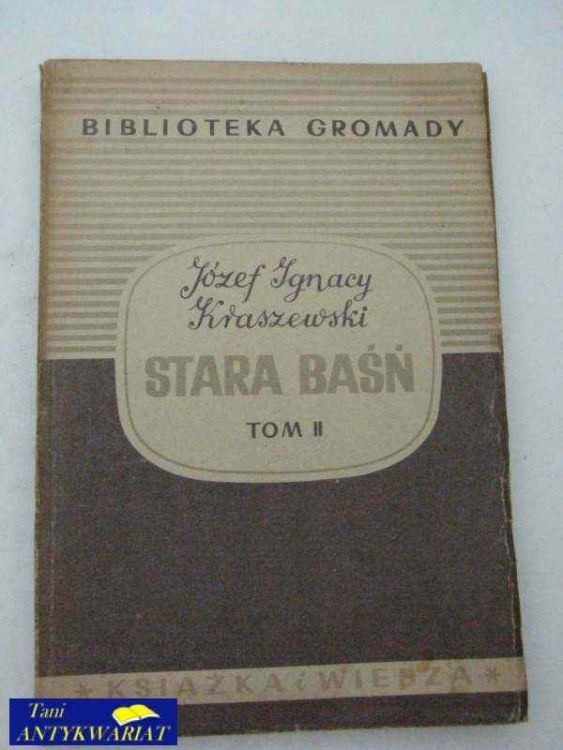 BIBLIOTEKA GROMADY
Józef Ignacy
Kraszewski
STARA BAŚŃ
TOM II
* KSIĄŻKA i WIEDZA *
Tani
ANTYKWARIAT